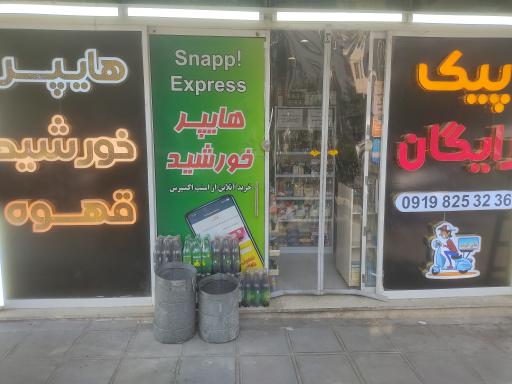 هایپر
خورشید
قهوه
Snapp!
Express
هایپر
خورشید
خرید آنلاین از اسنپ اکسپرس
پیک
رایگان
0919 825 32 36